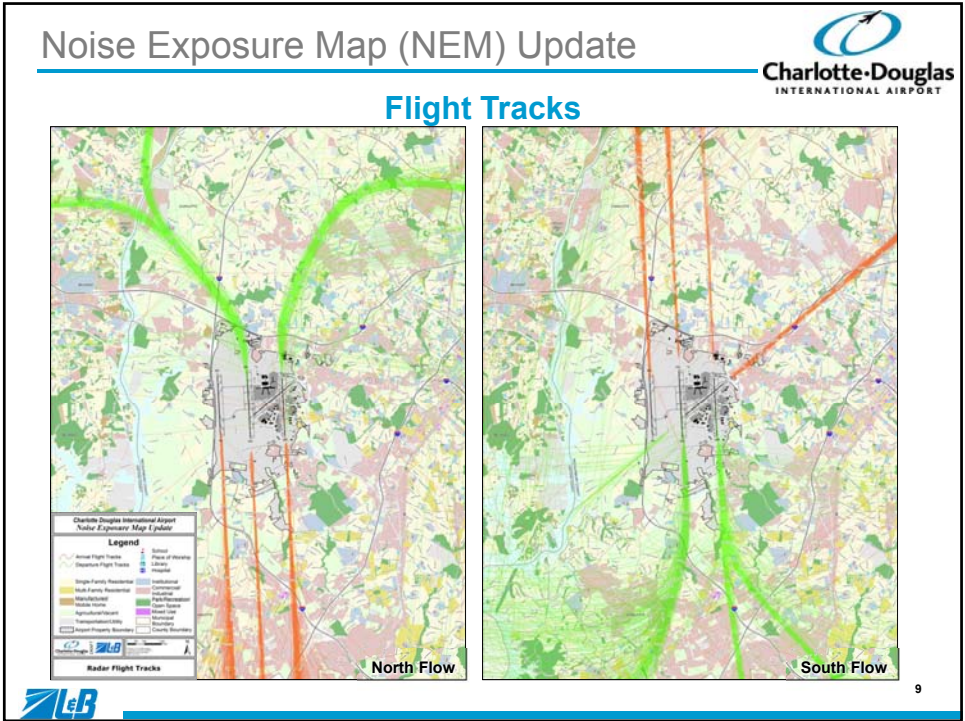 Noise Exposure Map (NEM) Update
Charlotte·Douglas
INTERNATIONAL AIRPORT
Flight Tracks
Charlotte Douglas International Airport
Noise Exposure Map Update
Legend
Arrival Flight Tracks
Departure Flight Tracks
School
Place of Worship
Library
Hospital
Single-Family Residential
Multi-Family Residential
Manufactured/
Mobile Home
Agricultural/Vacant
Transportation/Utility
Airport Property Boundary
Institutional
Commercial/
Industrial
Park/Recreation/
Open Space
Mixed Use
Municipal
Boundary
County Boundary
L&B
Radar Flight Tracks
North Flow
South Flow
9
L&B